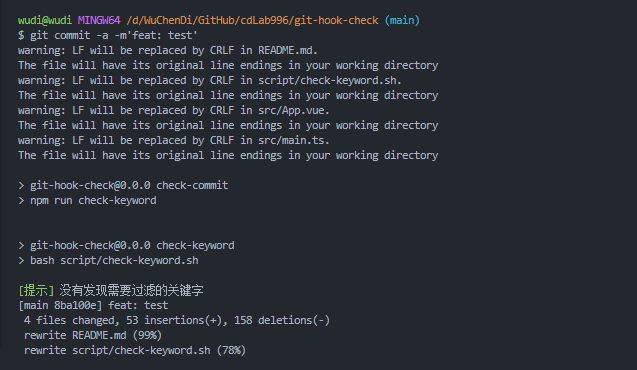 wudi@wudi MINGW64 /d/WuChenDi/GitHub/cdLab996/git-hook-check (main)
$ git commit -a -m'feat: test'
warning: LF will be replaced by CRLF in README.md.
The file will have its original line endings in your working directory
warning: LF will be replaced by CRLF in script/check-keyword.sh.
The file will have its original line endings in your working directory
warning: LF will be replaced by CRLF in src/App.vue.
The file will have its original line endings in your working directory
warning: LF will be replaced by CRLF in src/main.ts.
The file will have its original line endings in your working directory
> git-hook-check@0.0.0 check-commit
> npm run check-keyword
> git-hook-check@0.0.0 check-keyword
> bash script/check-keyword.sh
[提示] 没有发现需要过滤的关键字
[main 8ba100e] feat: test
4 files changed, 53 insertions(+), 158 deletions(-)
rewrite README.md (99%)
rewrite script/check-keyword.sh (78%)